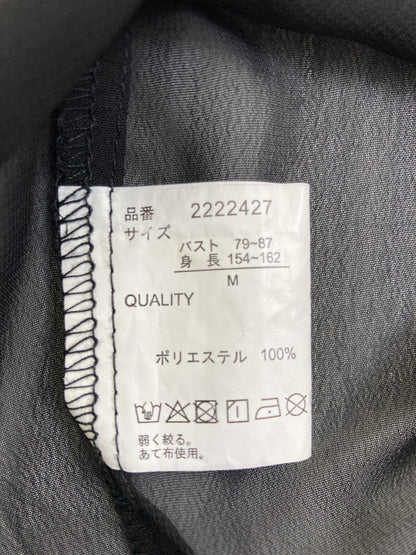 品番 2222427
サイズ
バスト 79~87
身長 154~162
M
QUALITY
ポリエステル 100%
弱く絞る。
あて布使用。